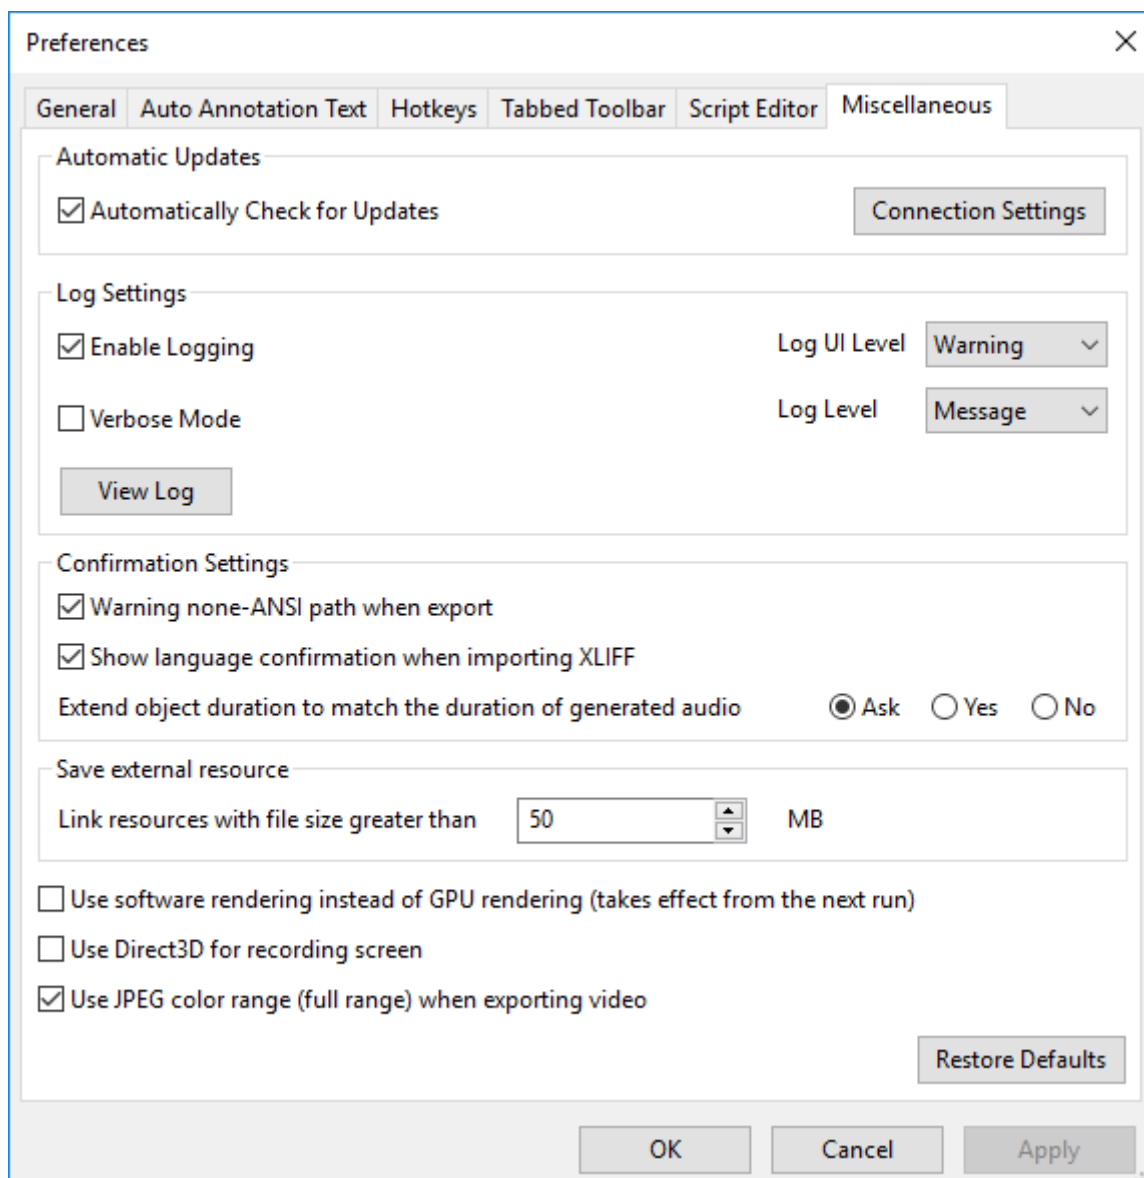 Preferences
General Auto Annotation Text Hotkeys Tabbed Toolbar Script Editor Miscellaneous
Automatic Updates
Automatically Check for Updates Connection Settings
Log Settings
Enable Logging Log UI Level Warning
Verbose Mode Log Level Message
View Log
Confirmation Settings
Warning none-ANSI path when export
Show language confirmation when importing XLIFF
Extend object duration to match the duration of generated audio Ask Yes No
Save external resource
Link resources with file size greater than 50 MB
Use software rendering instead of GPU rendering (takes effect from the next run)
Use Direct3D for recording screen
Use JPEG color range (full range) when exporting video
Restore Defaults
OK Cancel Apply